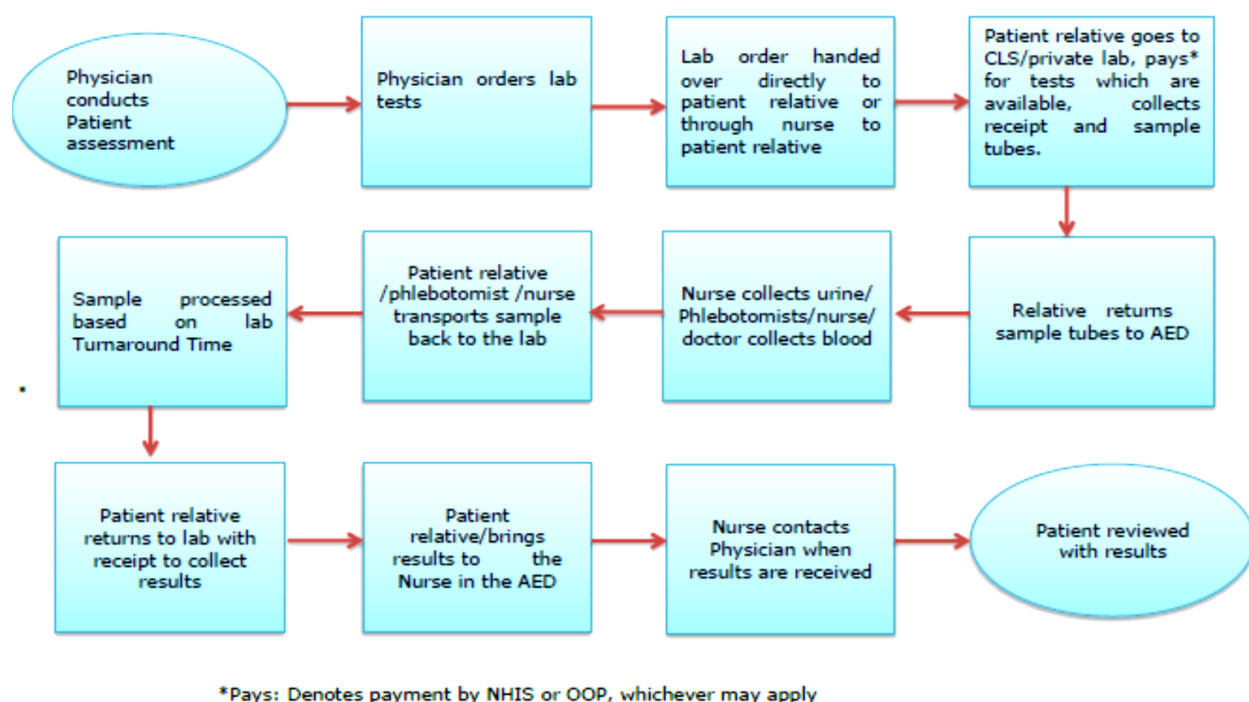 Physician
conducts
Patient
assessment
Physician orders lab
tests
Lab order handed
over directly to
patient relative or
through nurse to
patient relative
Patient relative goes to
CLS/private lab, pays*
for tests which are
available, collects
receipt and sample
tubes.
Relative returns
sample tubes to AED
Nurse collects urine/
Phlebotomists/nurse/
doctor collects blood
Patient relative
/phlebotomist /nurse
transports sample
back to the lab
Sample processed
based on lab
Turnaround Time
Patient relative
returns to lab with
receipt to collect
results
Patient
relative/brings
results to the
Nurse in the AED
Nurse contacts
Physician when
results are received
Patient reviewed
with results
*Pays: Denotes payment by NHIS or OOP, whichever may apply